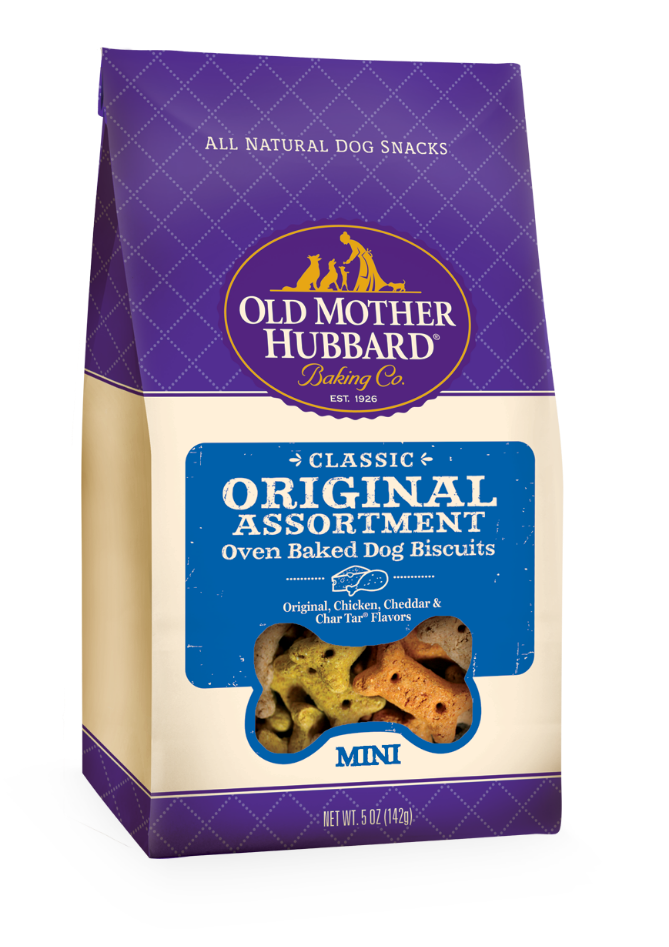 ALL NATURAL DOG SNACKS
OLD MOTHER
HUBBARD®
Baking Co.
EST. 1926
CLASSIC
ORIGINAL
ASSORTMENT
Oven Baked Dog Biscuits
Original, Chicken, Cheddar &
Char Tar® Flavors
MINI
NET WT. 5 OZ (142g)